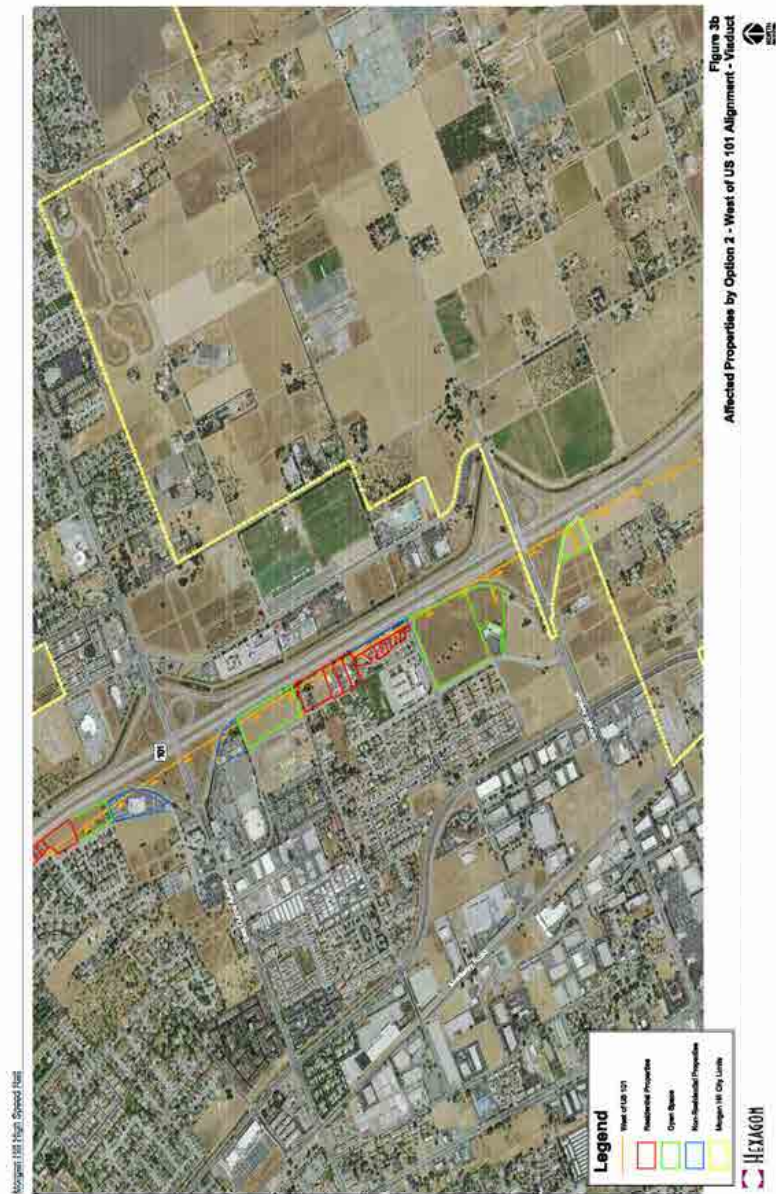 Morgan Hill High Speed Rail
101
Legend
West of US 101
Residential Properties
Open Space
Non-Residential Properties
Morgan Hill City Limits
HEXAGON
Figure 3b
Affected Properties by Option 2 - West of US 101 Alignment - Viaduct